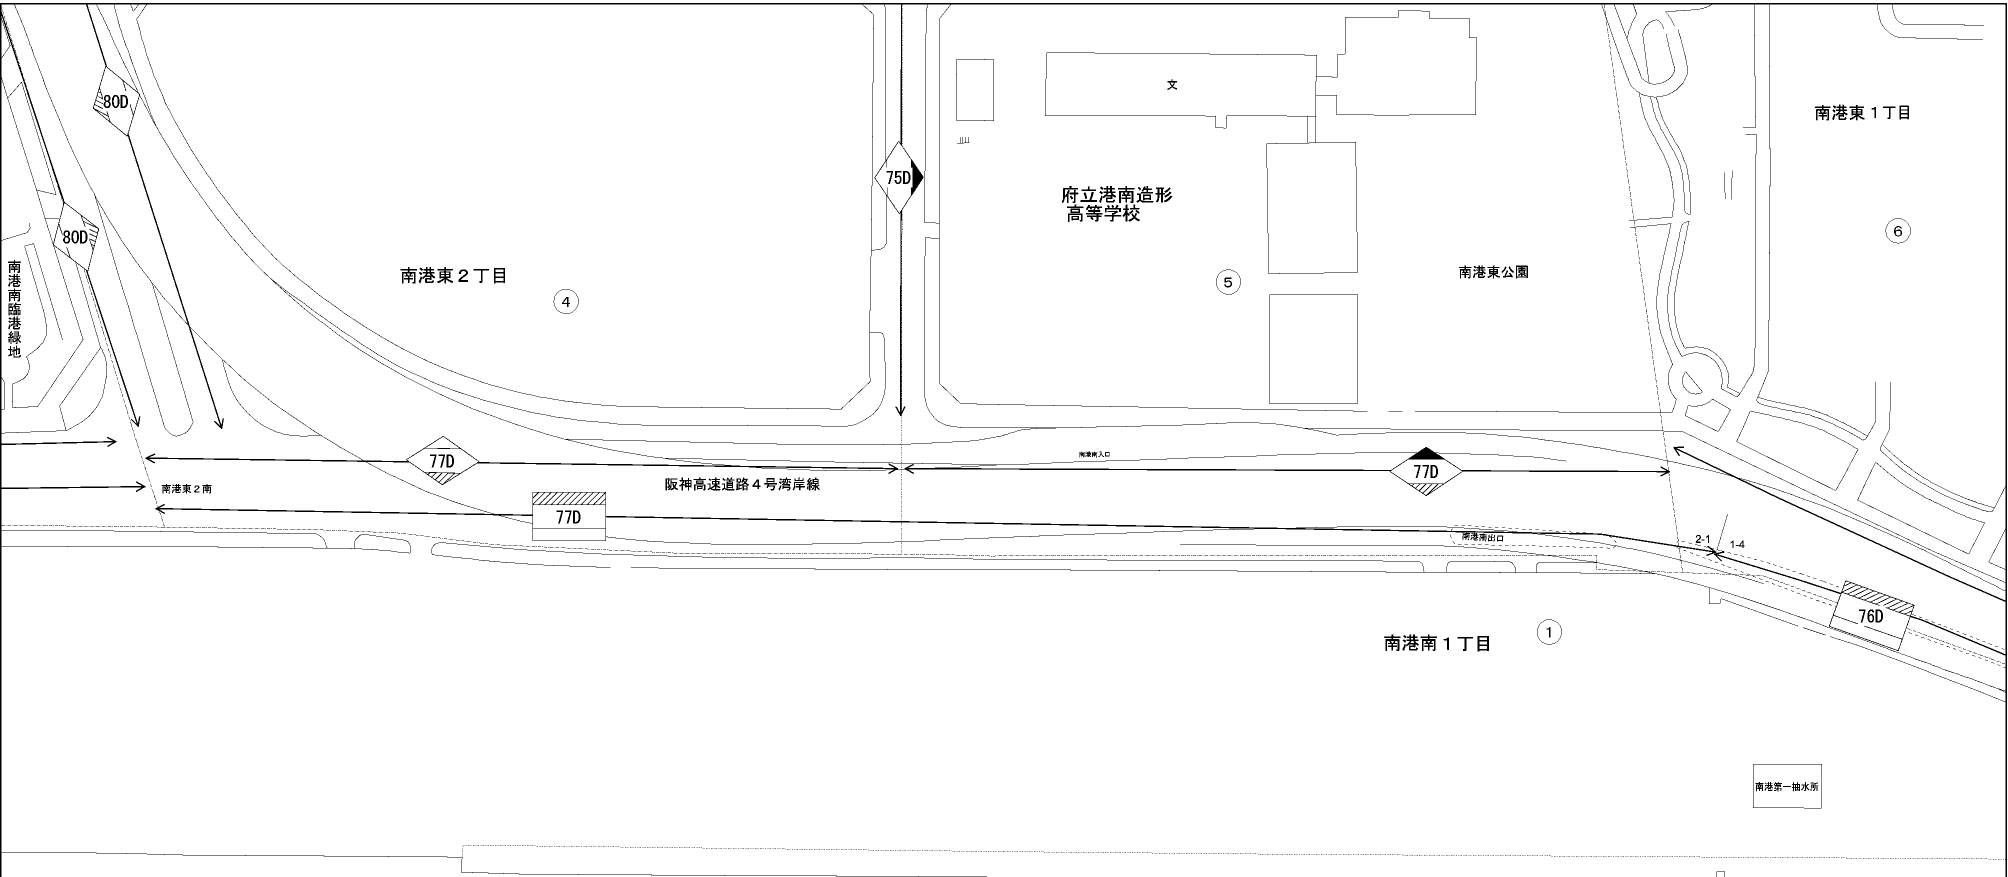 80D
文
南港東１丁目
75D
府立港南造形
高等学校
80D
6
南港南臨港緑地
南港東２丁目
4
5
南港東公園
南港南入口
77D
77D
阪神高速道路４号湾岸線
南港東２南
77D
南港南出口
2-1
1-4
76D
南港南１丁目
1
南港第一抽水所